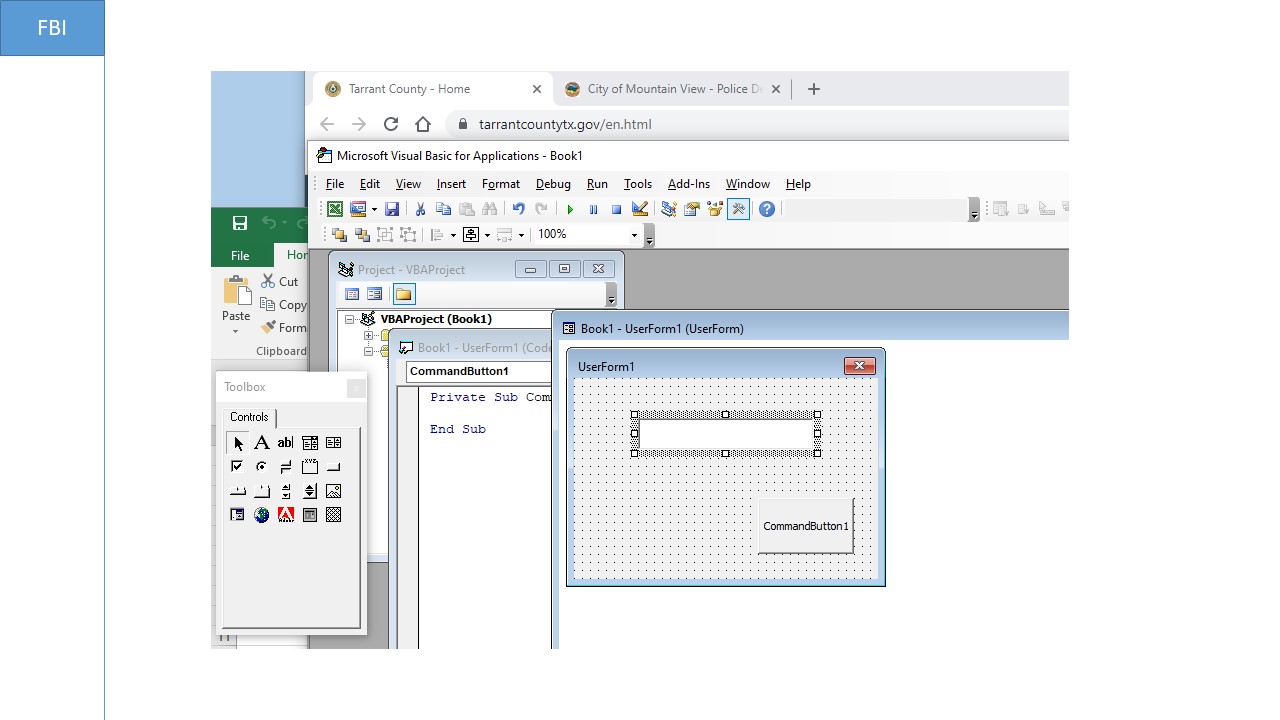 FBI
Tarrant County - Home
City of Mountain View - Police D
tarrantcountytx.gov/en.html
Microsoft Visual Basic for Applications - Book1
File Edit View Insert Format Debug Run Tools Add-Ins Window Help
100%
File
Hor
Project - VBAProject
Cut
Copy
Paste
Form
Clipboard
VBAProject (Book1)
Book1 - UserForm1 (UserForm)
Book1 - UserForm1 (Code
CommandButton1
UserForm1
Toolbox
Controls
Private Sub Com
End Sub
A abl
CommandButton1